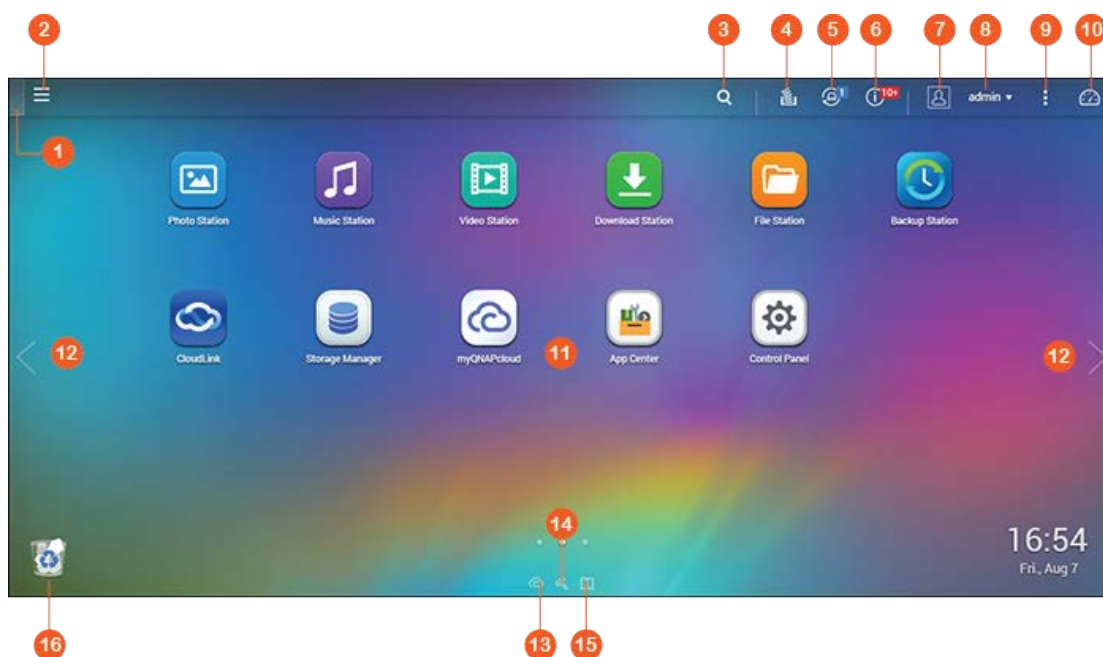 2 3 4 5 6 7 8 9 10
1 10+ admin
1
Photo Station Music Station Video Station Download Station File Station Backup Station
12 11 12
CloudLink Storage Manager myQNAPcloud App Center Control Panel
14
16:54
Fri., Aug 7
16 13 15